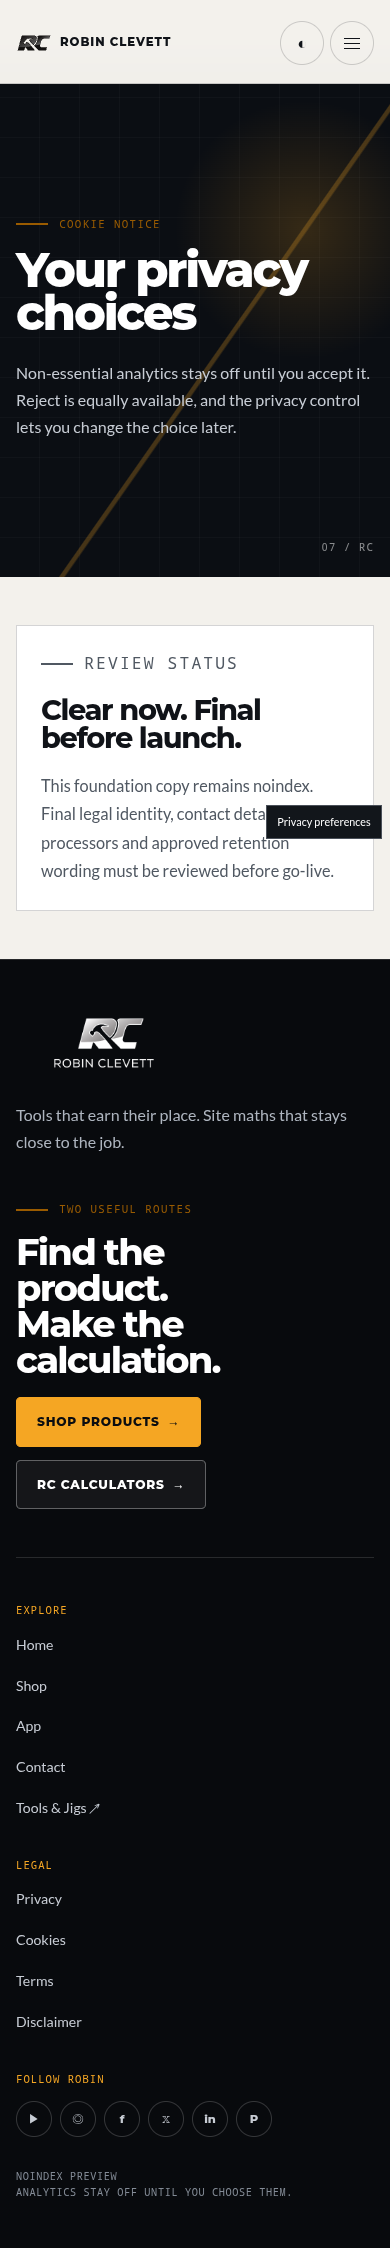 RC ROBIN CLEVETT
COOKIE NOTICE
Your privacy
choices
Non-essential analytics stays off until you accept it.
Reject is equally available, and the privacy control
lets you change the choice later.
07 / RC
REVIEW STATUS
Clear now. Final
before launch.
This foundation copy remains noindex.
Final legal identity, contact
Privacy preferences
processors and approved retention
wording must be reviewed before go-live.
RC
ROBIN CLEVETT
Tools that earn their place. Site maths that stays
close to the job.
TWO USEFUL ROUTES
Find the
product.
Make the
calculation.
SHOP PRODUCTS →
RC CALCULATORS →
EXPLORE
Home
Shop
App
Contact
Tools & Jigs ↗
LEGAL
Privacy
Cookies
Terms
Disclaimer
FOLLOW ROBIN
f
X
in
P
NOINDEX PREVIEW
ANALYTICS STAY OFF UNTIL YOU CHOOSE THEM.